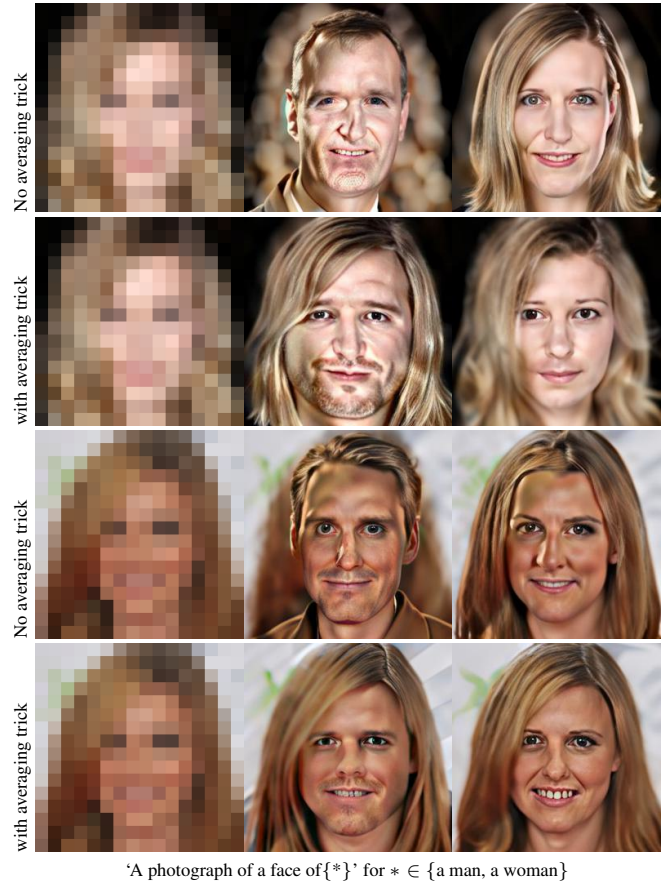 No averaging trick
with averaging trick
No averaging trick
with averaging trick
‘A photograph of a face of{*}’ for ∗ ∈ {a man, a woman}